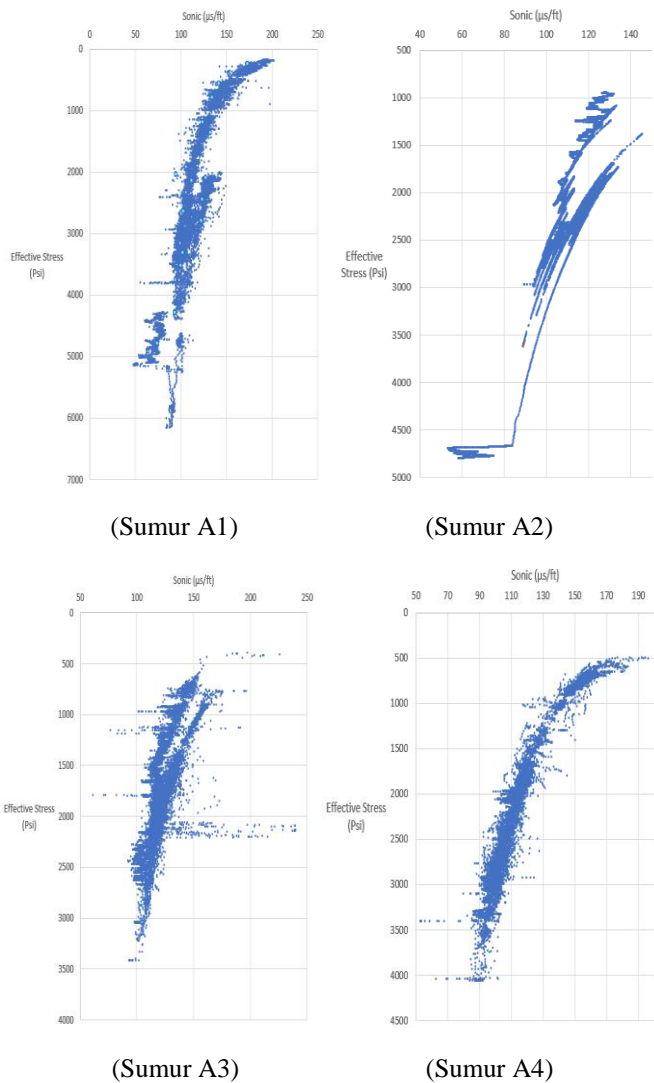 Sonic (µs/ft)
0 50 100 150 200 250
0
1000
2000
3000
4000
5000
6000
7000
Effective Stress
(Psi)
(Sumur A1)
Sonic (µs/ft)
40 60 80 100 120 140
500
1000
1500
2000
2500
3000
3500
4000
4500
5000
Effective
Stress (Psi)
(Sumur A2)
Sonic (µs/ft)
50 100 150 200 250
0
500
1000
1500
2000
2500
3000
3500
4000
Effective Stress
(Psi)
(Sumur A3)
Sonic (µs/ft)
50 70 90 110 130 150 170 190
0
500
1000
1500
2000
2500
3000
3500
4000
4500
Effective Stress
(Psi)
(Sumur A4)